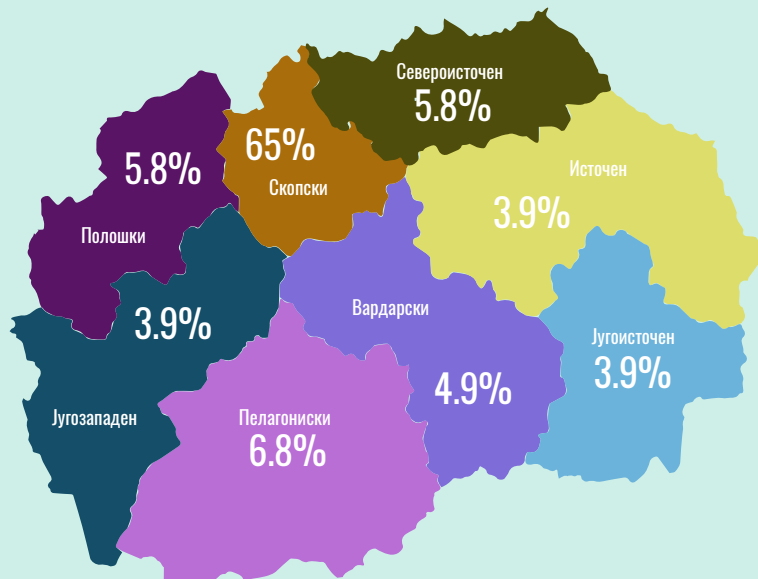 Североисточен
5.8%
65%
Скопски
5.8%
Полошки
Источен
3.9%
3.9%
Југозападен
Вардарски
4.9%
Југоисточен
3.9%
Пелагониски
6.8%